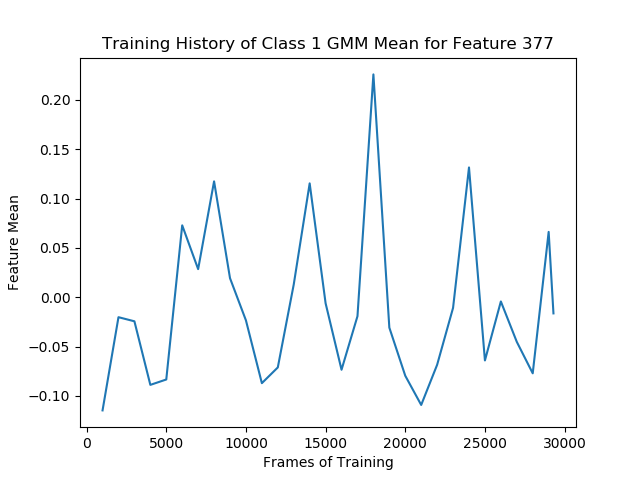 Training History of Class 1 GMM Mean for Feature 377
Feature Mean
0.20
0.15
0.10
0.05
0.00
−0.05
−0.10
0 5000 10000 15000 20000 25000 30000
Frames of Training